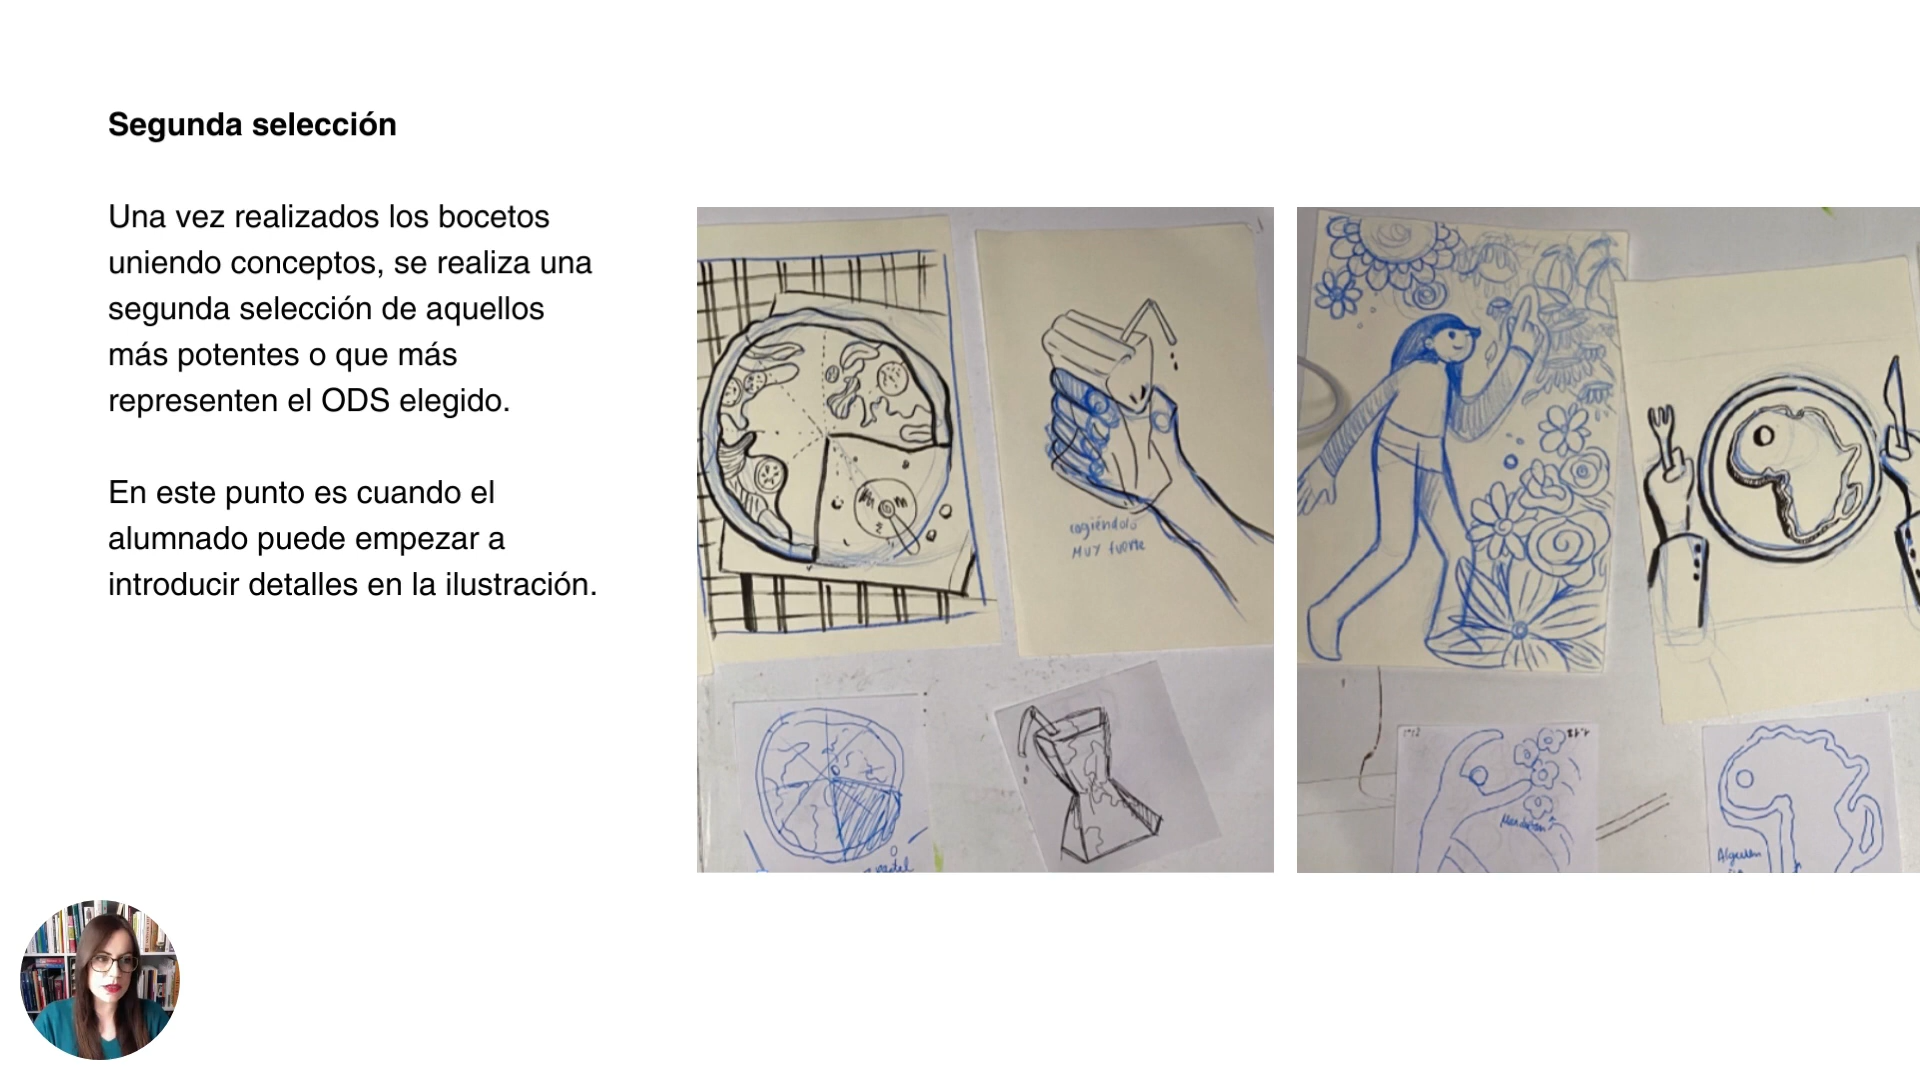 Segunda selección
Una vez realizados los bocetos
uniendo conceptos, se realiza una
segunda selección de aquellos
más potentes o que más
representen el ODS elegido.
En este punto es cuando el
alumnado puede empezar a
introducir detalles en la ilustración.
cogiéndolo
MUY fuerte
Alguien